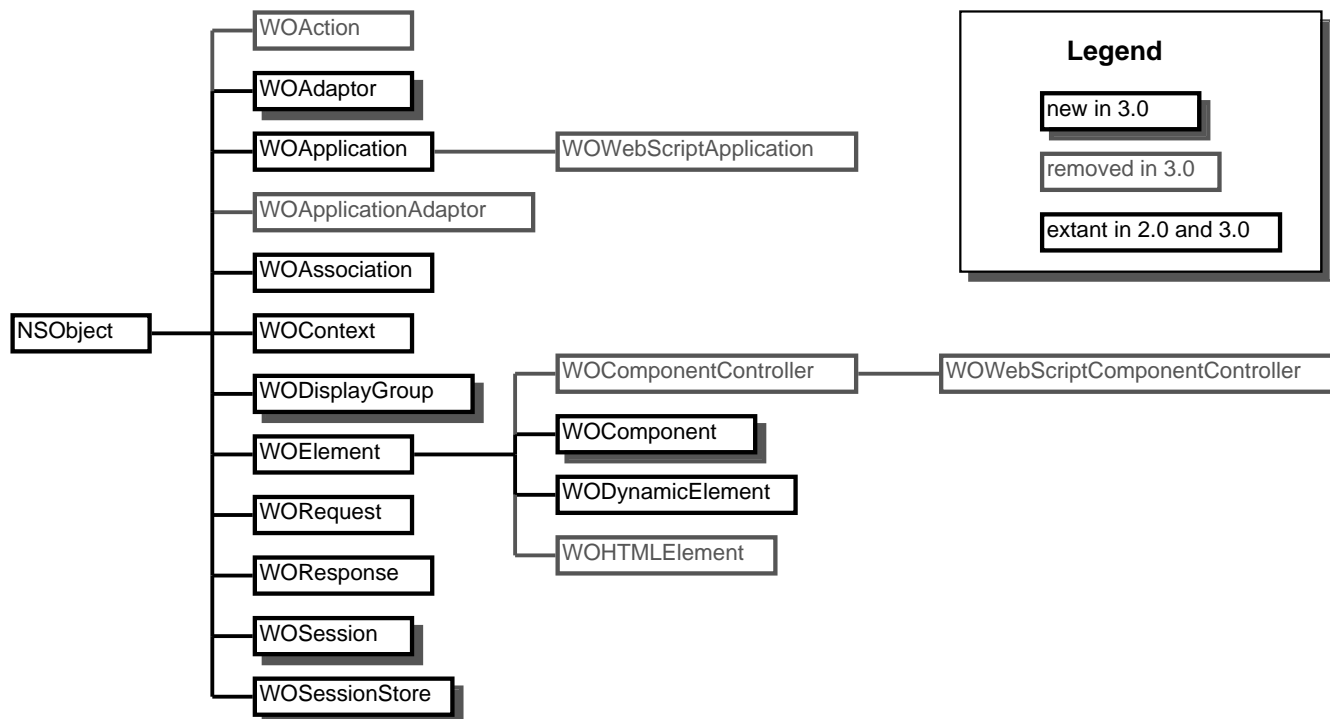 WOAction
WOAdaptor
WOApplication
WOWebScriptApplication
WOApplicationAdaptor
WOAssociation
NSObject
WOContext
WODisplayGroup
WOElement
WORequest
WOResponse
WOSession
WOSessionStore
WOComponentController
WOWebScriptComponentController
WOComponent
WODynamicElement
WOHTMLElement
Legend
new in 3.0
removed in 3.0
extant in 2.0 and 3.0